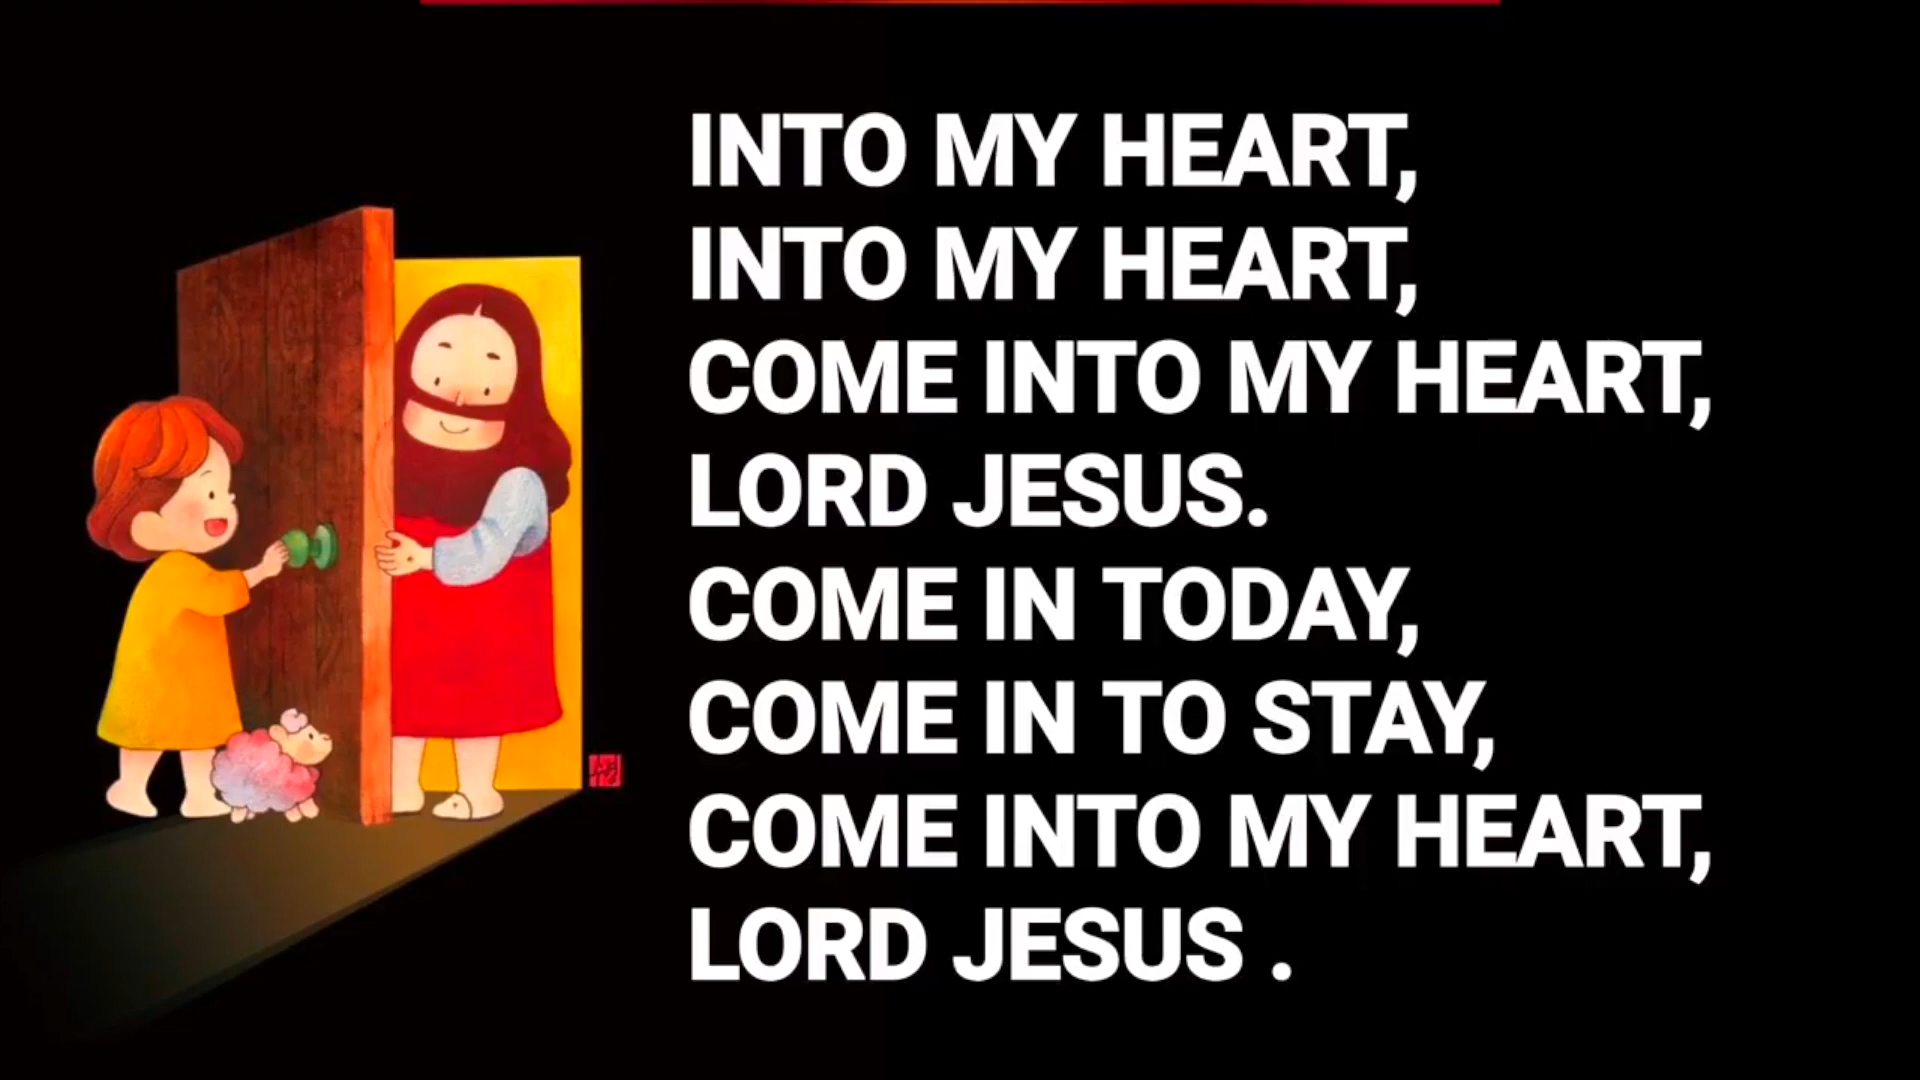 INTO MY HEART,
INTO MY HEART,
COME INTO MY HEART,
LORD JESUS.
COME IN TODAY,
COME IN TO STAY,
COME INTO MY HEART,
LORD JESUS .